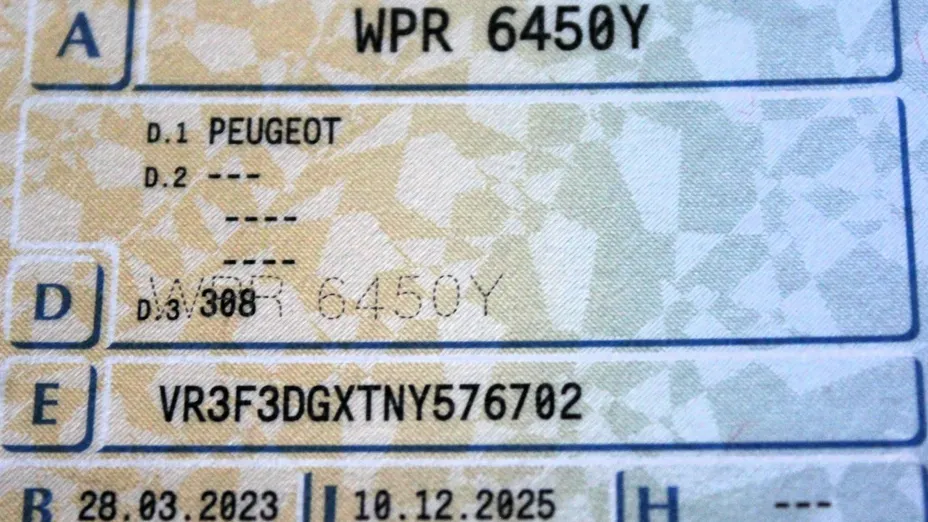 A WPR 6450Y
D.1 PEUGEOT
D.2 ---
----
----
WPR 6450Y
D D.3 308
E VR3F3DGXTNY576702
B 28.03.2023 I 10.12.2025 H ---